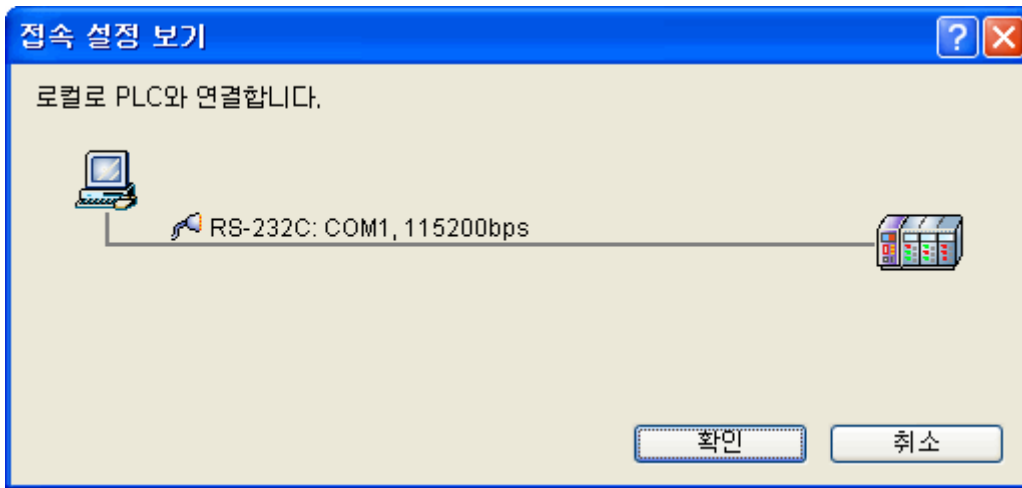 접속 설정 보기
로컬로 PLC와 연결합니다.
RS-232C: COM1, 115200bps
확인
취소